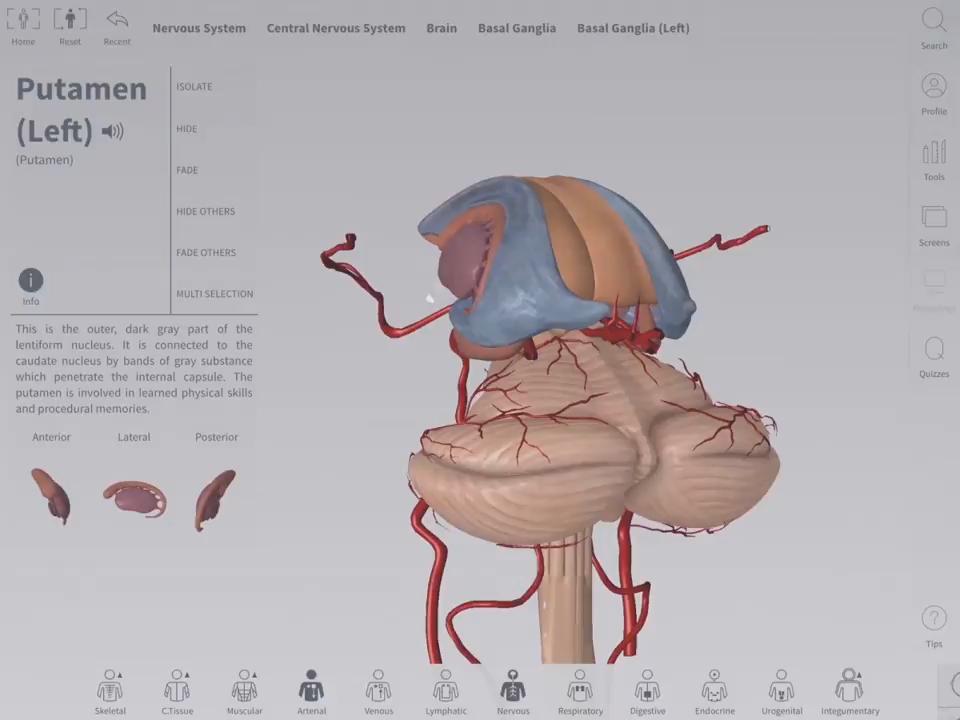 Home
Reset
Recent
Nervous System
Central Nervous System
Brain
Basal Ganglia
Basal Ganglia (Left)
Search
Profile
Tools
Screens
Quizzes
Tips
Putamen
(Left)
(Putamen)
Info
ISOLATE
HIDE
FADE
HIDE OTHERS
FADE OTHERS
MULTI SELECTION
This is the outer, dark gray part of the
lentiform nucleus. It is connected to the
caudate nucleus by bands of gray substance
which penetrate the internal capsule. The
putamen is involved in learned physical skills
and procedural memories.
Anterior
Lateral
Posterior
Skeletal
C.Tissue
Muscular
Arterial
Venous
Lymphatic
Nervous
Respiratory
Digestive
Endocrine
Urogenital
Integumentary